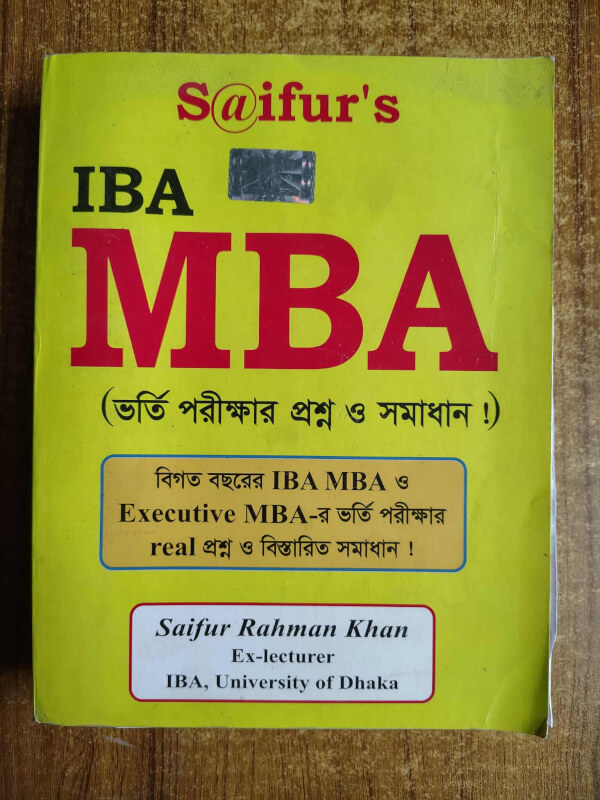 S@ifur's
IBA
MBA
(ভর্তি পরীক্ষার প্রশ্ন ও সমাধান !)
বিগত বছরের IBA MBA ও
Executive MBA-র ভর্তি পরীক্ষার
real প্রশ্ন ও বিস্তারিত সমাধান !
Saifur Rahman Khan
Ex-lecturer
IBA, University of Dhaka